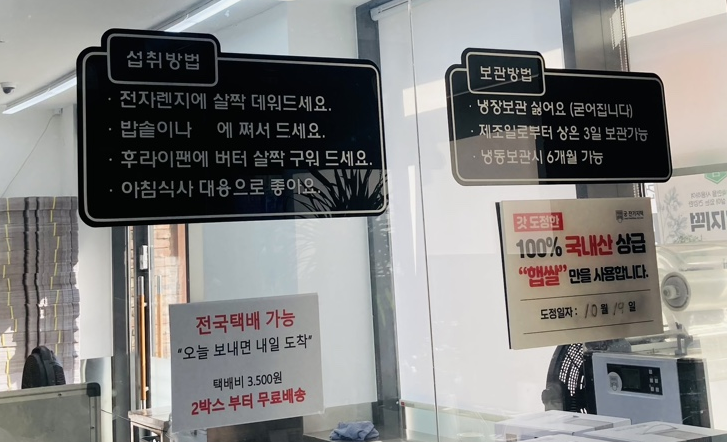 섭취방법
· 전자렌지에 살짝 데워드세요.
· 밥솥이나 에 쪄서 드세요.
· 후라이팬에 버터 살짝 구워 드세요.
· 아침식사 대용으로 좋아요.
보관방법
· 냉장보관 싫어요 (굳어집니다)
· 제조일로부터 상온 3일 보관가능
· 냉동보관시 6개월 가능
갓 도정한
100% 국내산 상급
“햅쌀”만을 사용합니다.
도정일자 : 10월 19일
전국택배 가능
“오늘 보내면 내일 도착”
택배비 3.500원
2박스 부터 무료배송